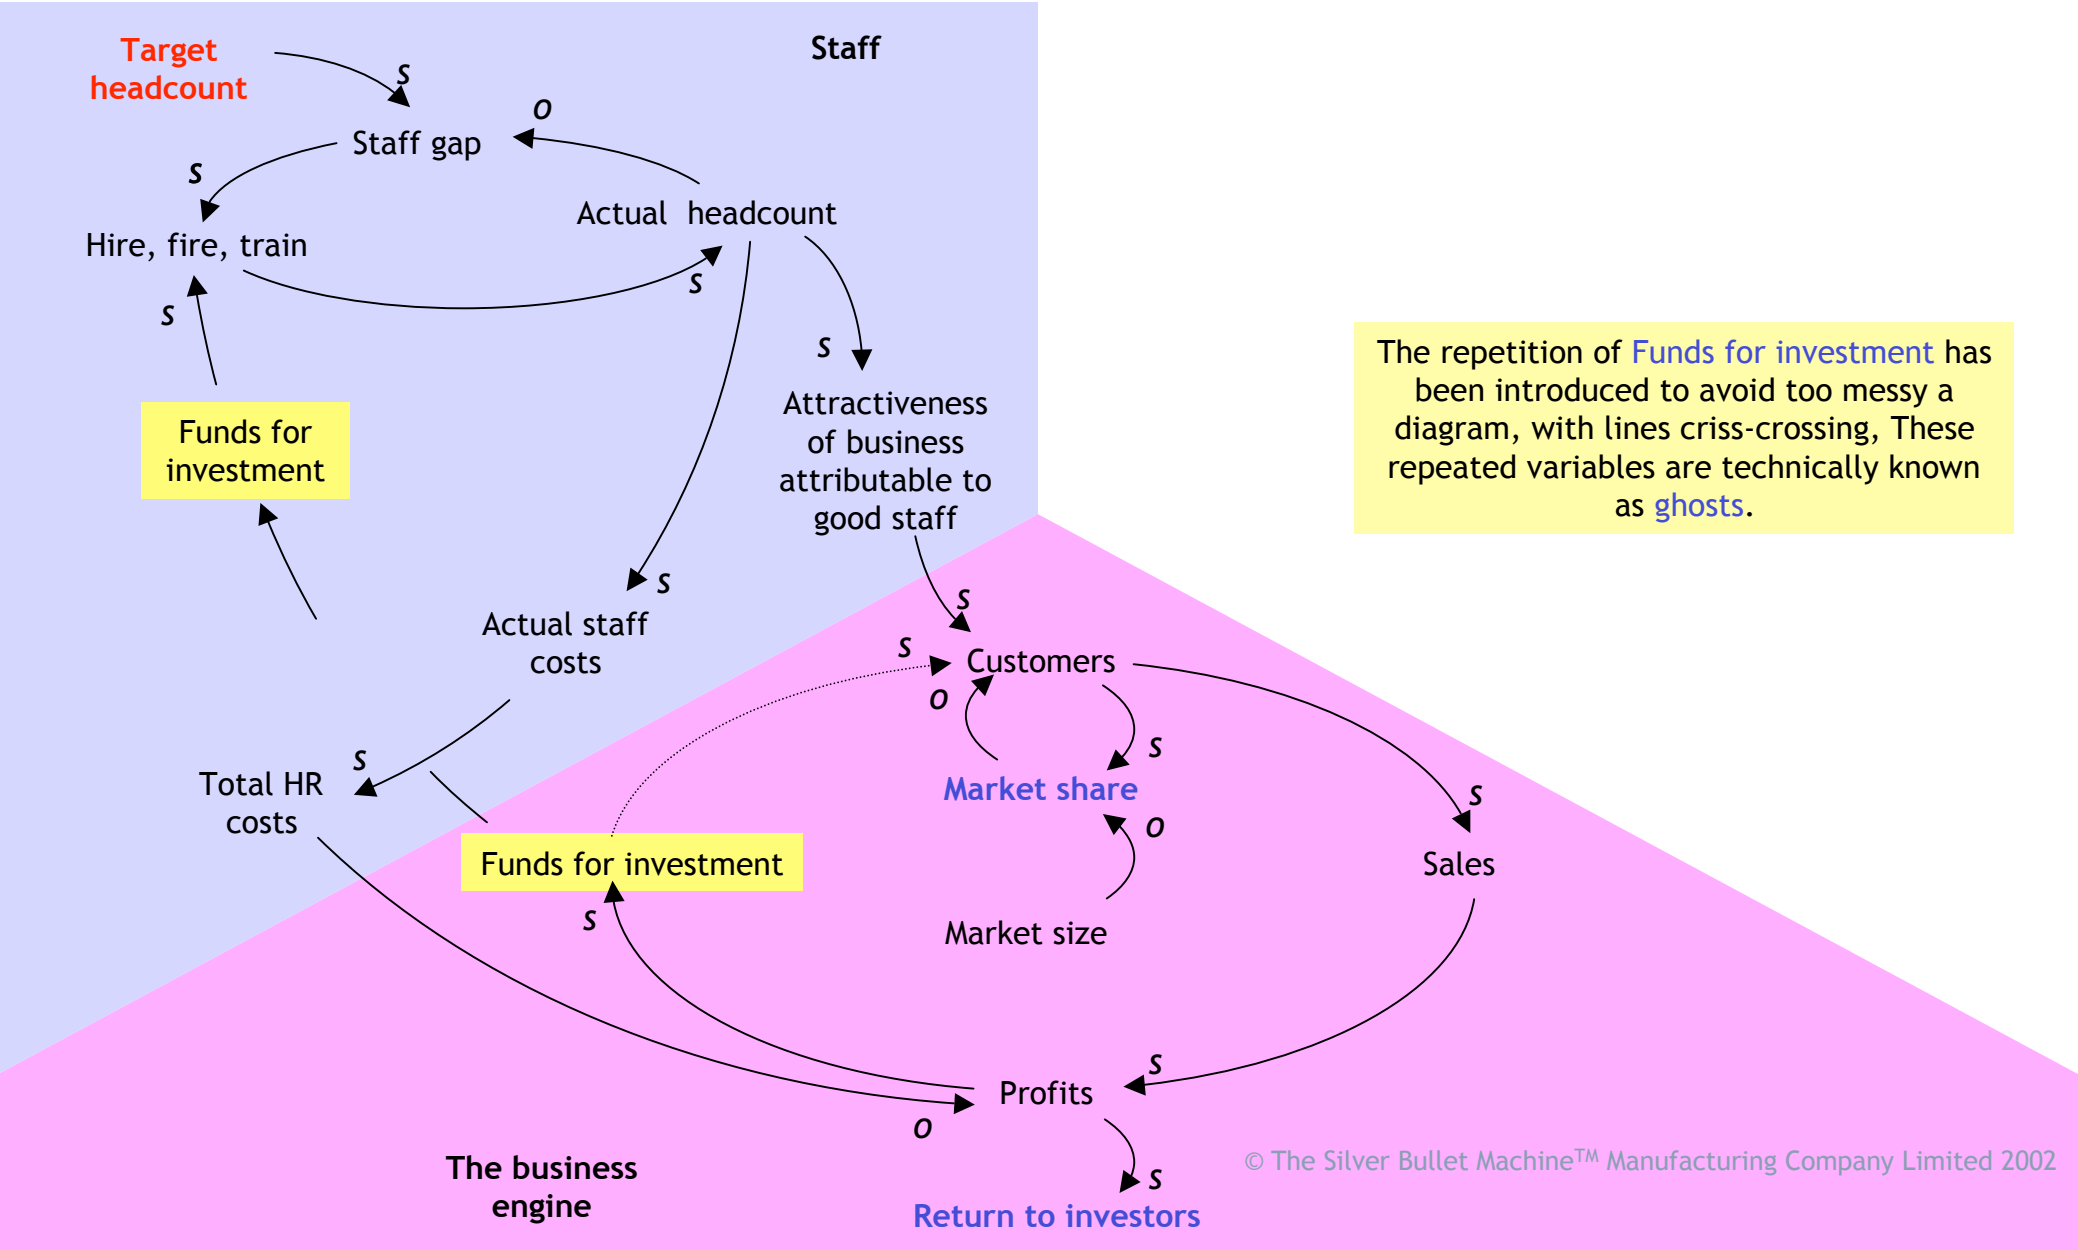 Target
headcount
Staff
S
O
Staff gap
S
Actual headcount
Hire, fire, train
S
S
S
Funds for
investment
Attractiveness
of business
attributable to
good staff
The repetition of Funds for investment has
been introduced to avoid too messy a
diagram, with lines criss-crossing, These
repeated variables are technically known
as ghosts.
S
S
Actual staff
costs
S
Customers
O
S
S
Total HR
costs
Market share
S
O
Funds for investment
Sales
S
Market size
S
Profits
O
The business
engine
S
Return to investors
© The Silver Bullet Machine™ Manufacturing Company Limited 2002